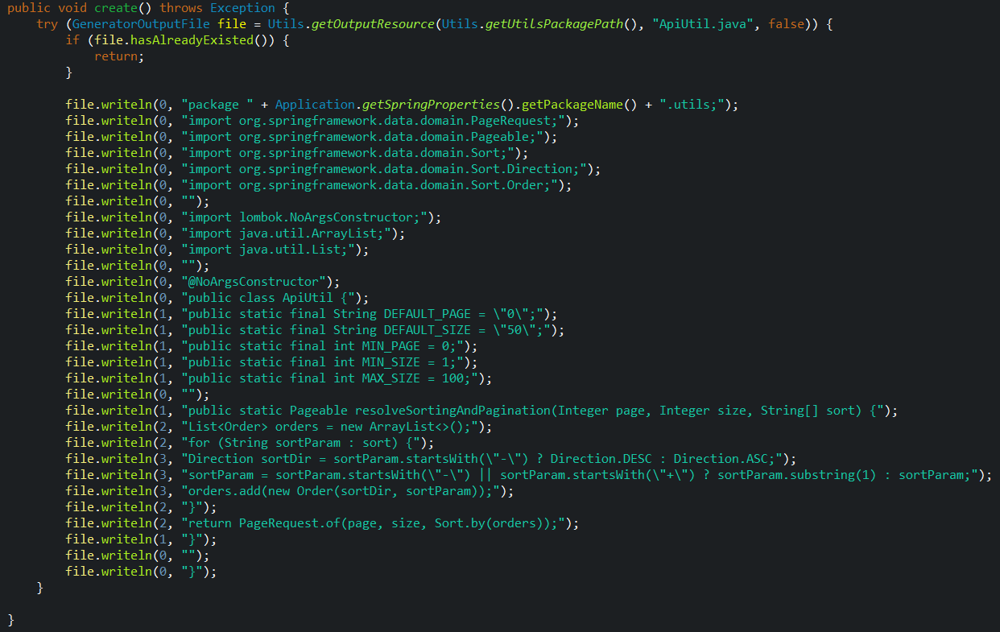 public void create() throws Exception {
    try (GeneratorOutputFile file = Utils.getOutputResource(Utils.getUtilsPackagePath(), "ApiUtil.java", false)) {
        if (file.hasAlreadyExisted()) {
            return;
        }

        file.writeln(0, "package " + Application.getSpringProperties().getPackageName() + ".utils;");
        file.writeln(0, "import org.springframework.data.domain.PageRequest;");
        file.writeln(0, "import org.springframework.data.domain.Pageable;");
        file.writeln(0, "import org.springframework.data.domain.Sort;");
        file.writeln(0, "import org.springframework.data.domain.Sort.Direction;");
        file.writeln(0, "import org.springframework.data.domain.Sort.Order;");
        file.writeln(0, "");
        file.writeln(0, "import lombok.NoArgsConstructor;");
        file.writeln(0, "import java.util.ArrayList;");
        file.writeln(0, "import java.util.List;");
        file.writeln(0, "");
        file.writeln(0, "@NoArgsConstructor");
        file.writeln(0, "public class ApiUtil {");
        file.writeln(1, "public static final String DEFAULT_PAGE = \"0\";");
        file.writeln(1, "public static final String DEFAULT_SIZE = \"50\";");
        file.writeln(1, "public static final int MIN_PAGE = 0;");
        file.writeln(1, "public static final int MIN_SIZE = 1;");
        file.writeln(1, "public static final int MAX_SIZE = 100;");
        file.writeln(0, "");
        file.writeln(1, "public static Pageable resolveSortingAndPagination(Integer page, Integer size, String[] sort) {");
        file.writeln(2, "List<Order> orders = new ArrayList<>();");
        file.writeln(2, "for (String sortParam : sort) {");
        file.writeln(3, "Direction sortDir = sortParam.startsWith(\"-\") ? Direction.DESC : Direction.ASC;");
        file.writeln(3, "sortParam = sortParam.startsWith(\"-\") || sortParam.startsWith(\"+\") ? sortParam.substring(1) : sortParam;");
        file.writeln(3, "orders.add(new Order(sortDir, sortParam));");
        file.writeln(2, "}");
        file.writeln(2, "return PageRequest.of(page, size, Sort.by(orders));");
        file.writeln(1, "}");
        file.writeln(0, "");
        file.writeln(0, "}");
    }

}